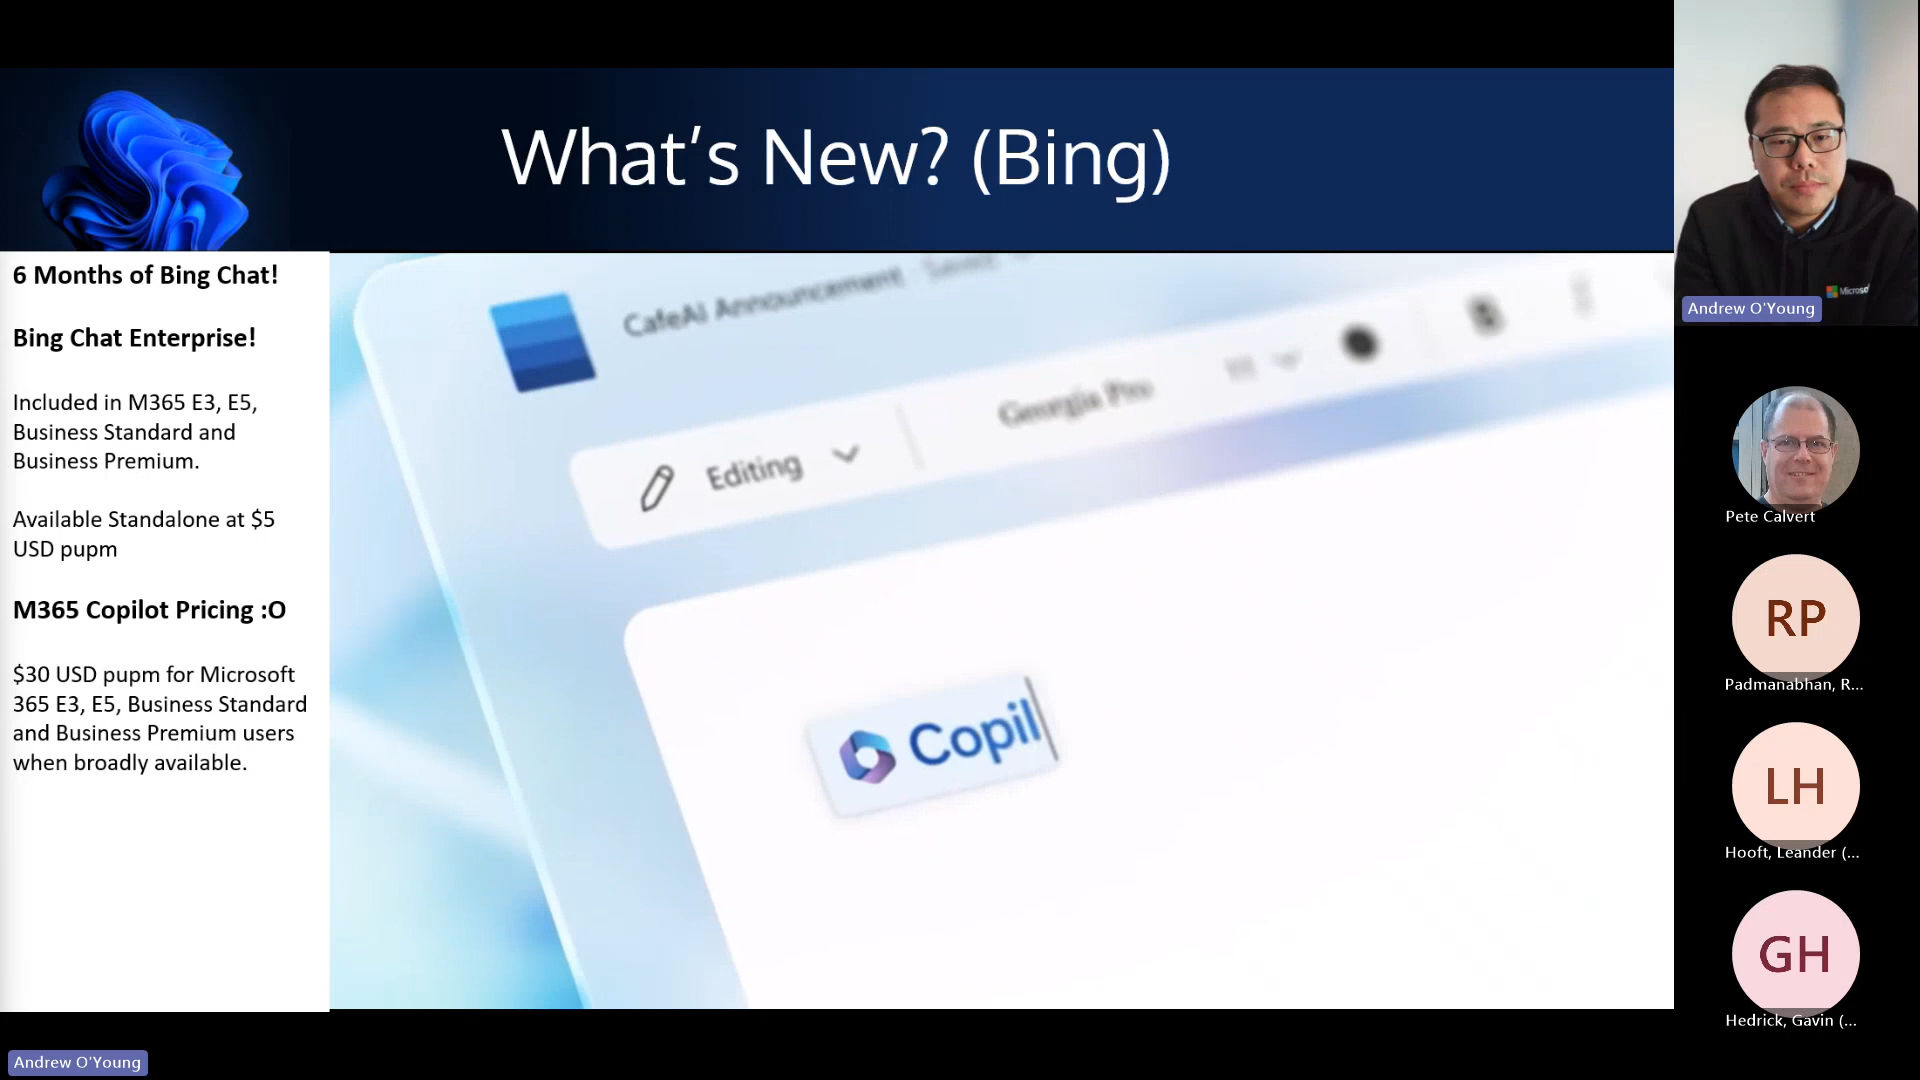 What's New? (Bing)
6 Months of Bing Chat!
Bing Chat Enterprise!
Included in M365 E3, E5,
Business Standard and
Business Premium.
Available Standalone at $5
USD pupm
M365 Copilot Pricing :O
$30 USD pupm for Microsoft
365 E3, E5, Business Standard
and Business Premium users
when broadly available.
CafeAI Announcement · Saved
Editing
Georgia Pro
B
Copil
Microsof
Andrew O'Young
Pete Calvert
RP
Padmanabhan, R...
LH
Hooft, Leander (...
GH
Hedrick, Gavin (...
Andrew O'Young